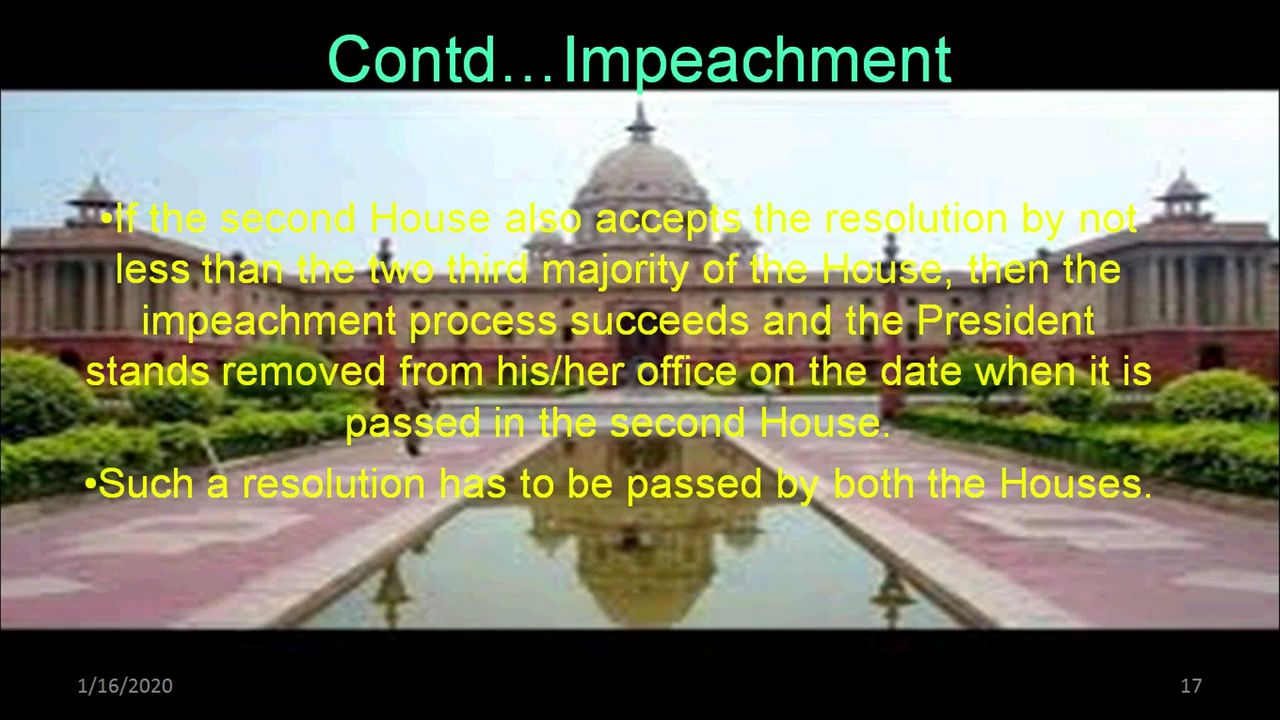 Contd…Impeachment
•If the second House also accepts the resolution by not
less than the two third majority of the House, then the
impeachment process succeeds and the President
stands removed from his/her office on the date when it is
passed in the second House.
•Such a resolution has to be passed by both the Houses.
1/16/2020
17